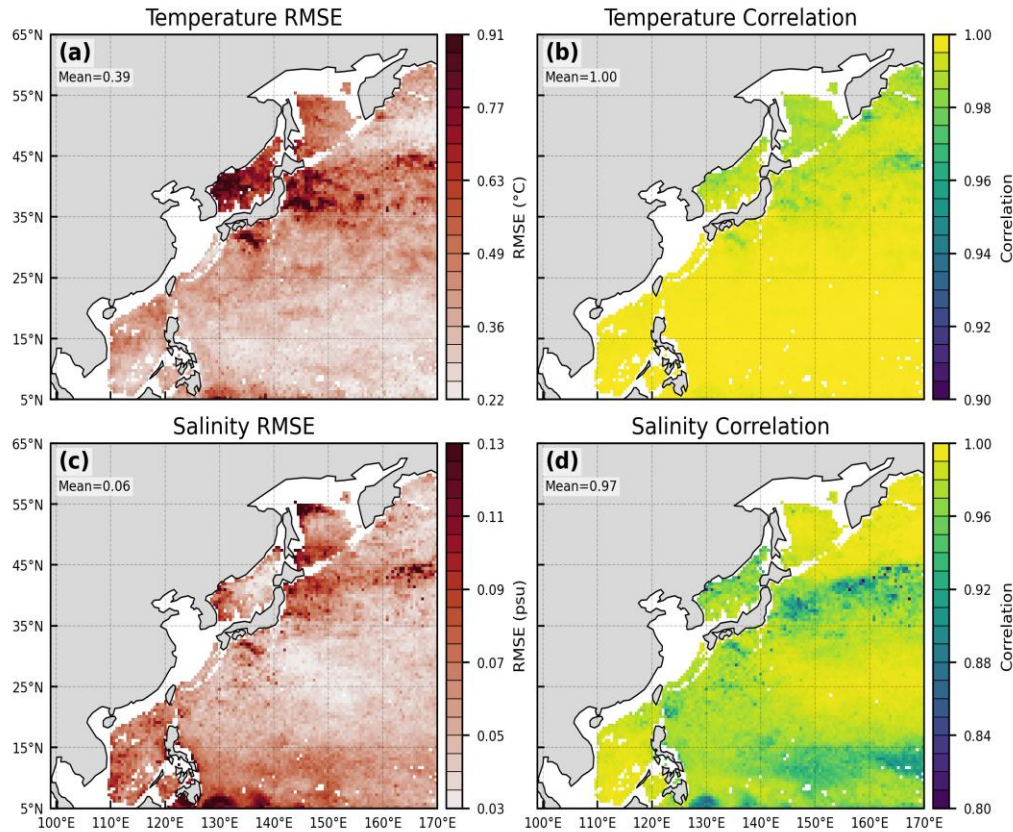 Temperature RMSE
65°N
55°N
45°N
35°N
25°N
15°N
5°N
(a)
Mean=0.39
0.91
0.77
0.63
0.49
0.36
0.22
RMSE (°C)
Temperature Correlation
(b)
Mean=1.00
1.00
0.98
0.96
0.94
0.92
0.90
Correlation
Salinity RMSE
65°N
55°N
45°N
35°N
25°N
15°N
5°N
(c)
Mean=0.06
100°E 110°E 120°E 130°E 140°E 150°E 160°E 170°E
0.13
0.11
0.09
0.07
0.05
0.03
RMSE (psu)
Salinity Correlation
(d)
Mean=0.97
100°E 110°E 120°E 130°E 140°E 150°E 160°E 170°E
1.00
0.96
0.92
0.88
0.84
0.80
Correlation